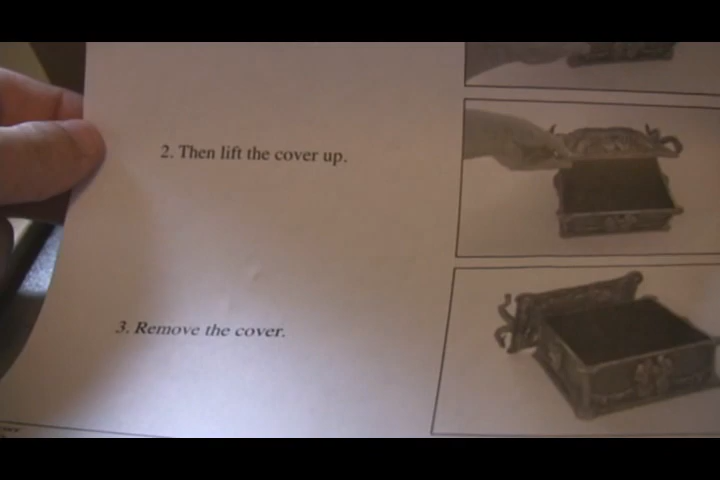 2. Then lift the cover up.
3. Remove the cover.